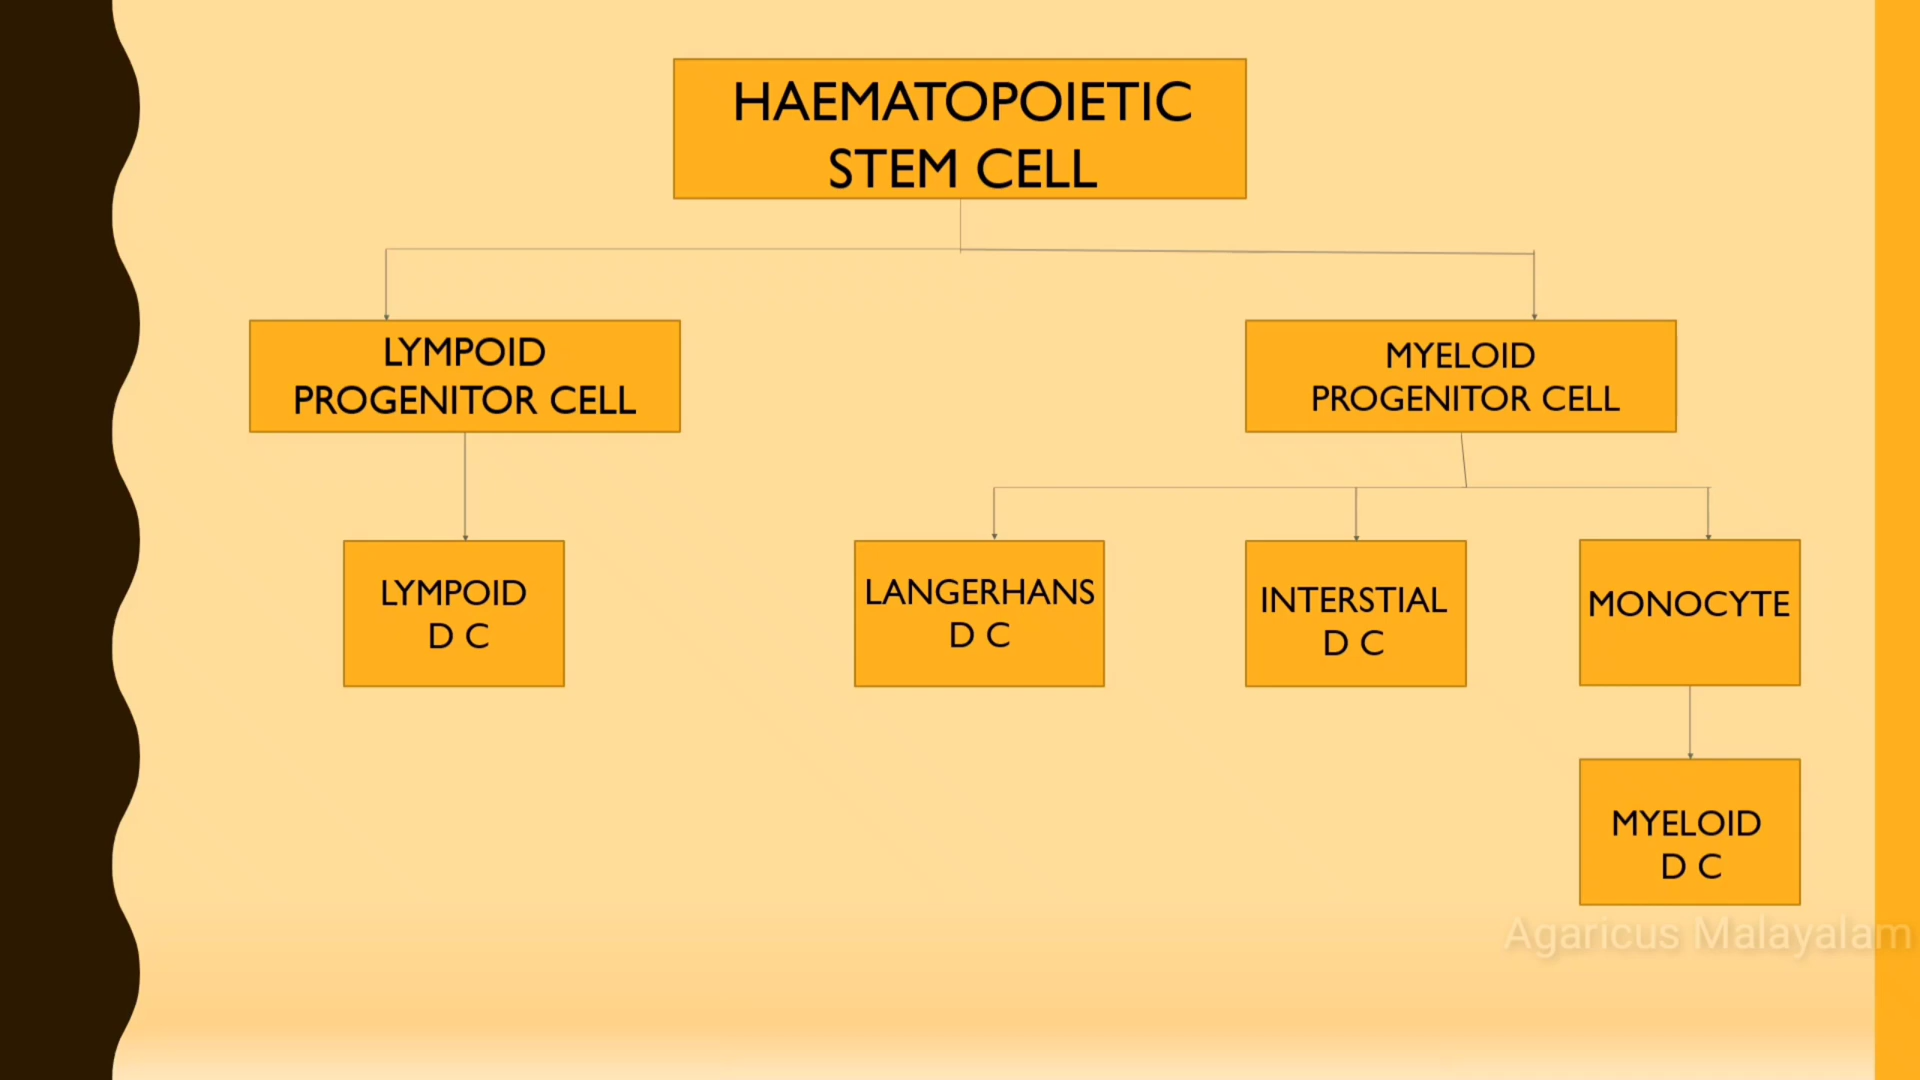 HAEMATOPOIETIC
STEM CELL
LYMPOID
PROGENITOR CELL
MYELOID
PROGENITOR CELL
LYMPOID
D C
LANGERHANS
D C
INTERSTIAL
D C
MONOCYTE
MYELOID
D C
Agaricus Malayalam